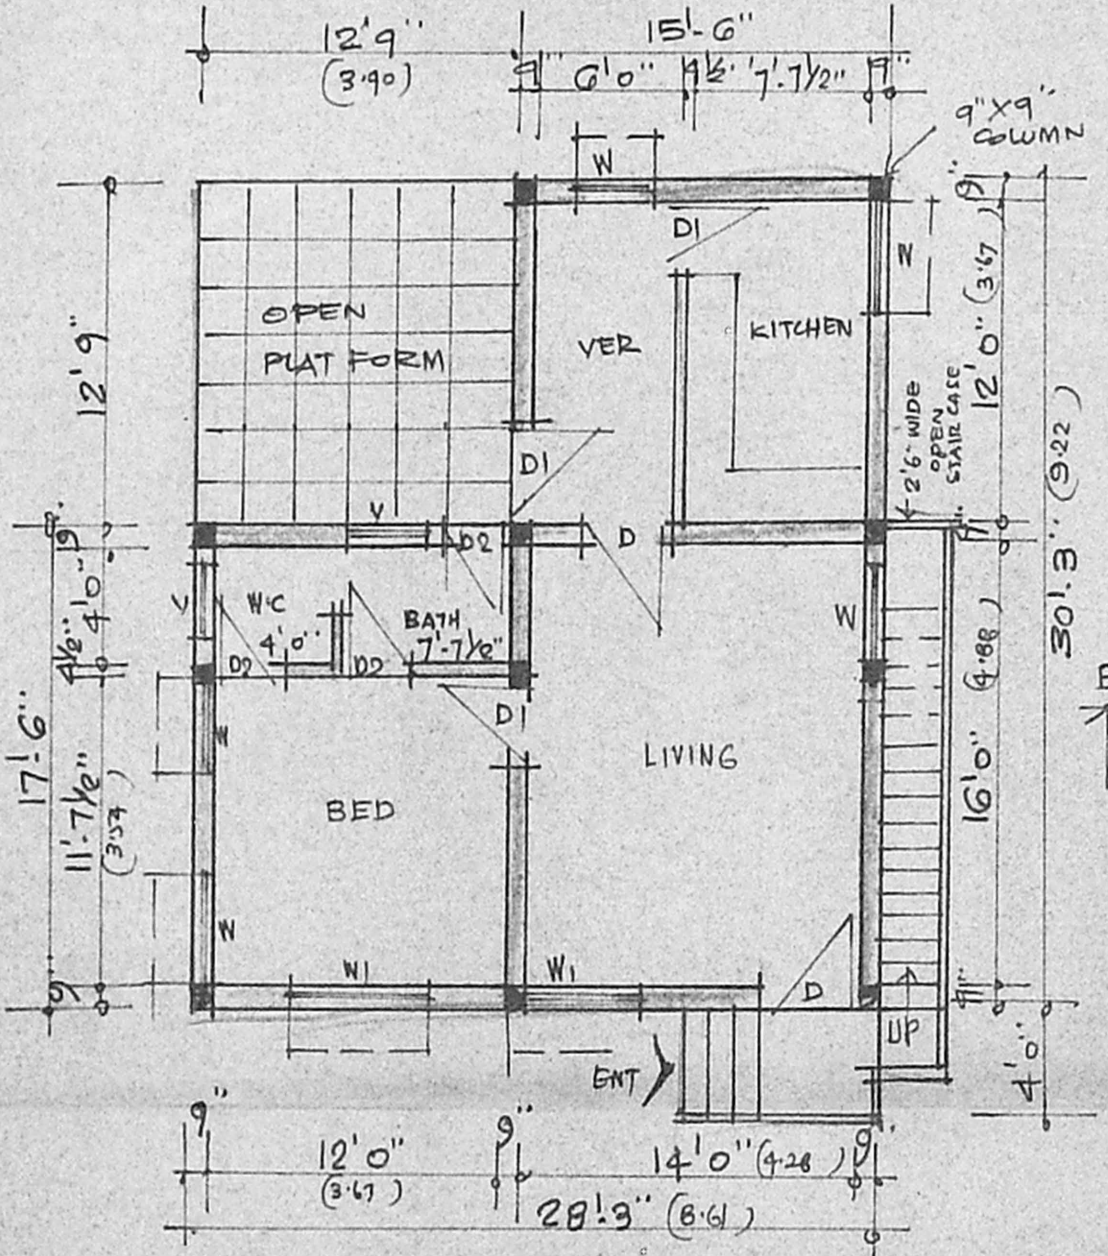 12'9"
(3.90)
15'-6"
9"
6'0"
4½"
7'-7½"
9"
9"X9"
COLUMN
W
D1
OPEN
PLAT FORM
VER
KITCHEN
W
D1
12'9"
9"
12'0" (3.67)
2'6" WIDE
OPEN
STAIR CASE
30'-3" (9.22)
9"
V
D2
D
V
W·C
4'0"
D2
BATH
7'-7½"
D2
W
9"
4'0"
4½"
17'-6"
11'-7½"
(3.54)
9"
W
D1
LIVING
BED
16'0" (4.88)
W
W1
W1
D
9"
UP
ENT
4'0"
9"
12'0"
(3.67)
9"
14'0" (4.28)
9"
28'-3" (8.61)